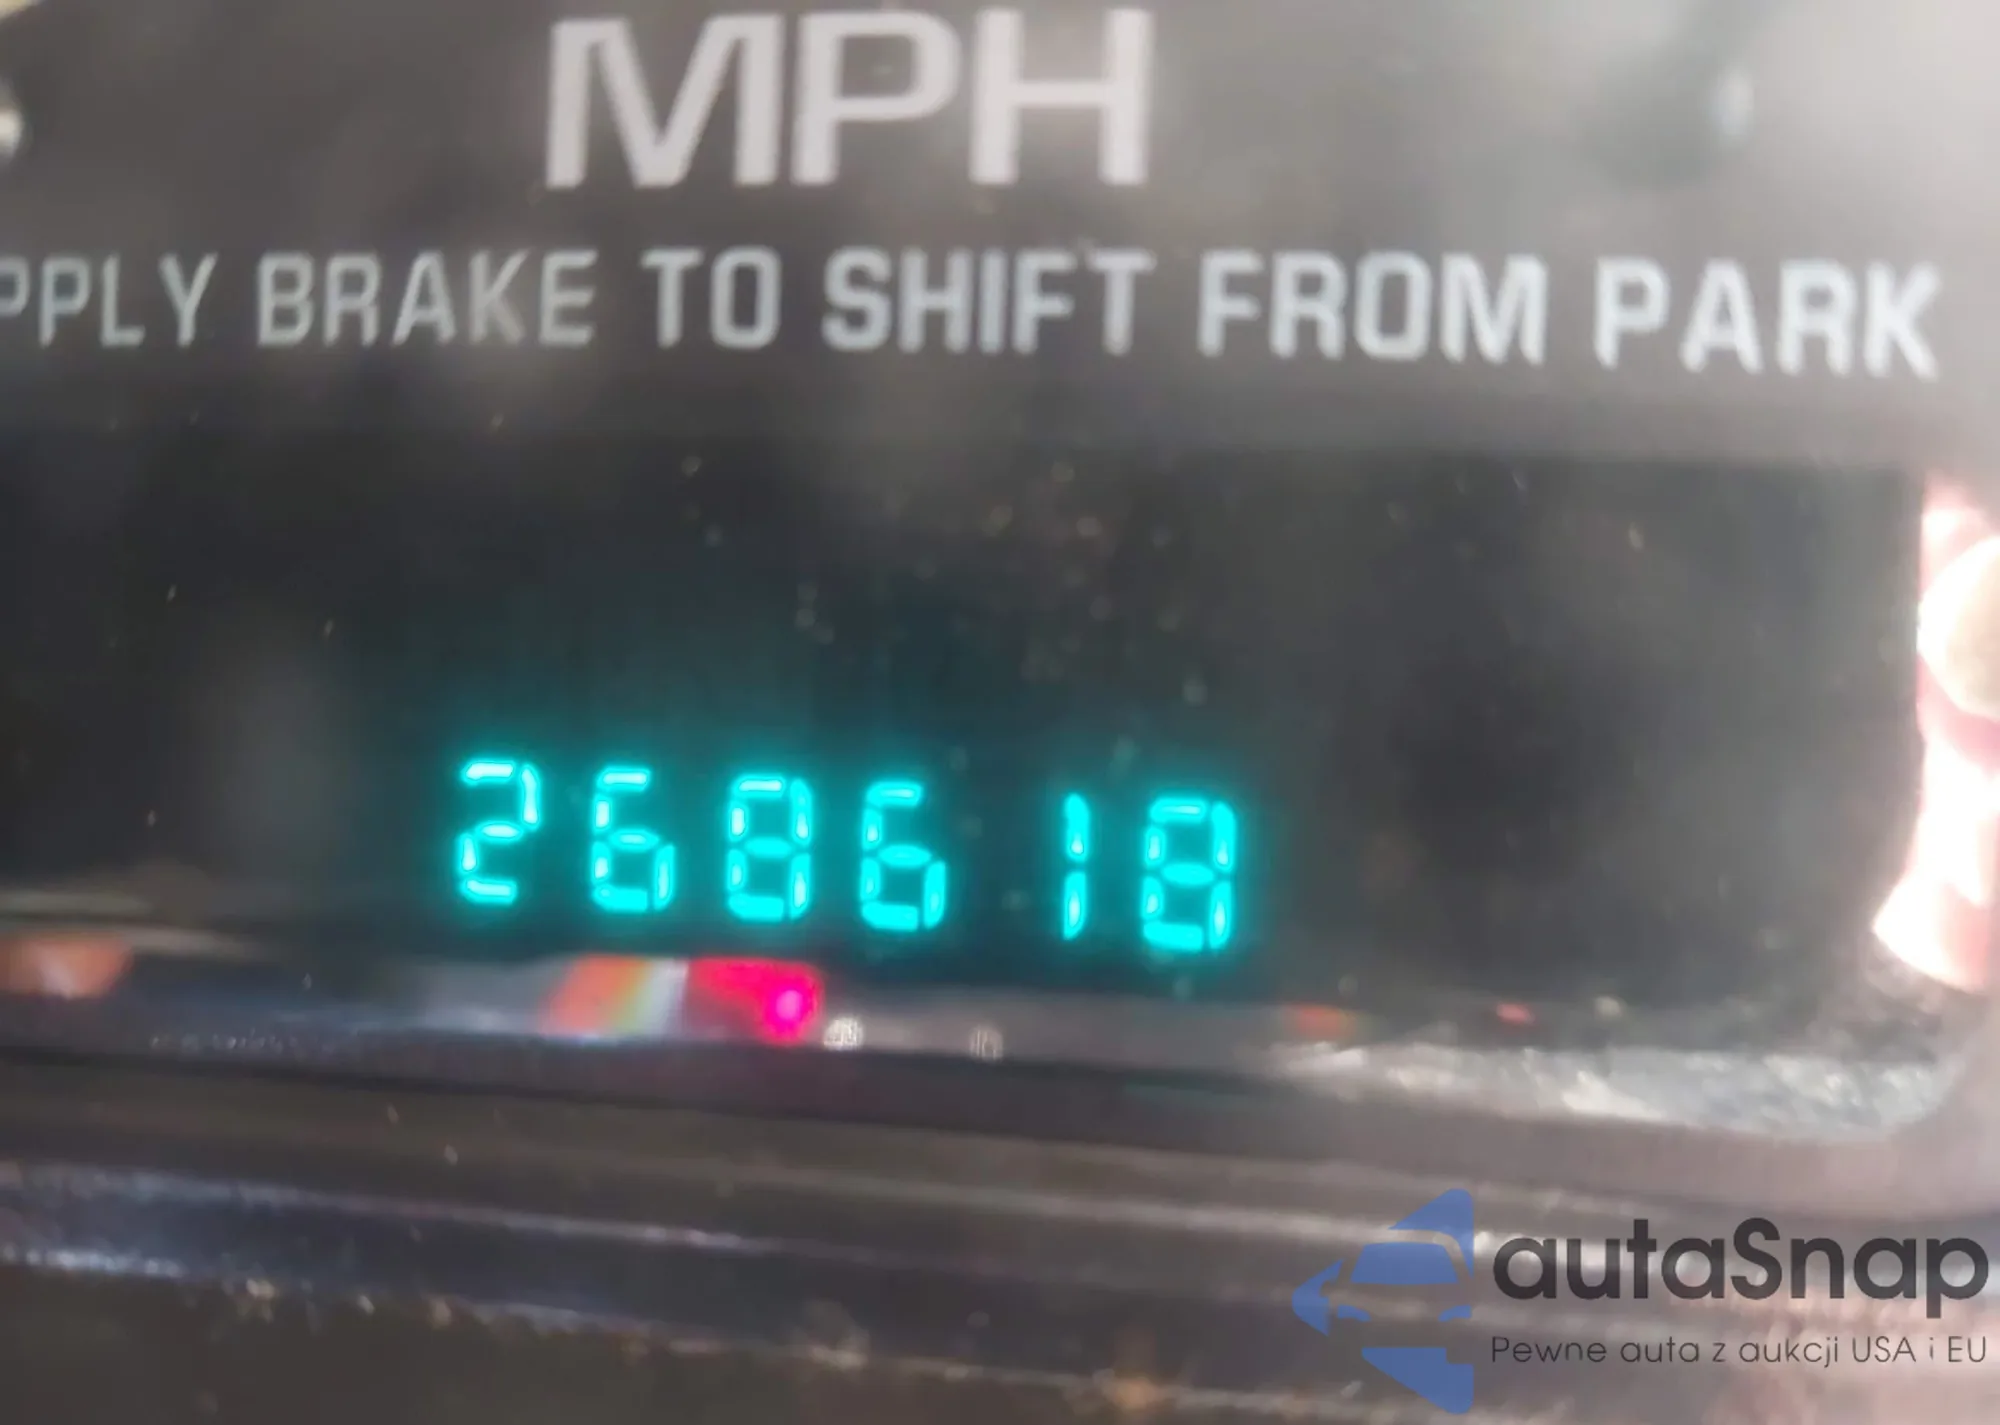 MPH
PPLY BRAKE TO SHIFT FROM PARK
268618
autaSnap
Pewne auta z aukcji USA i EU